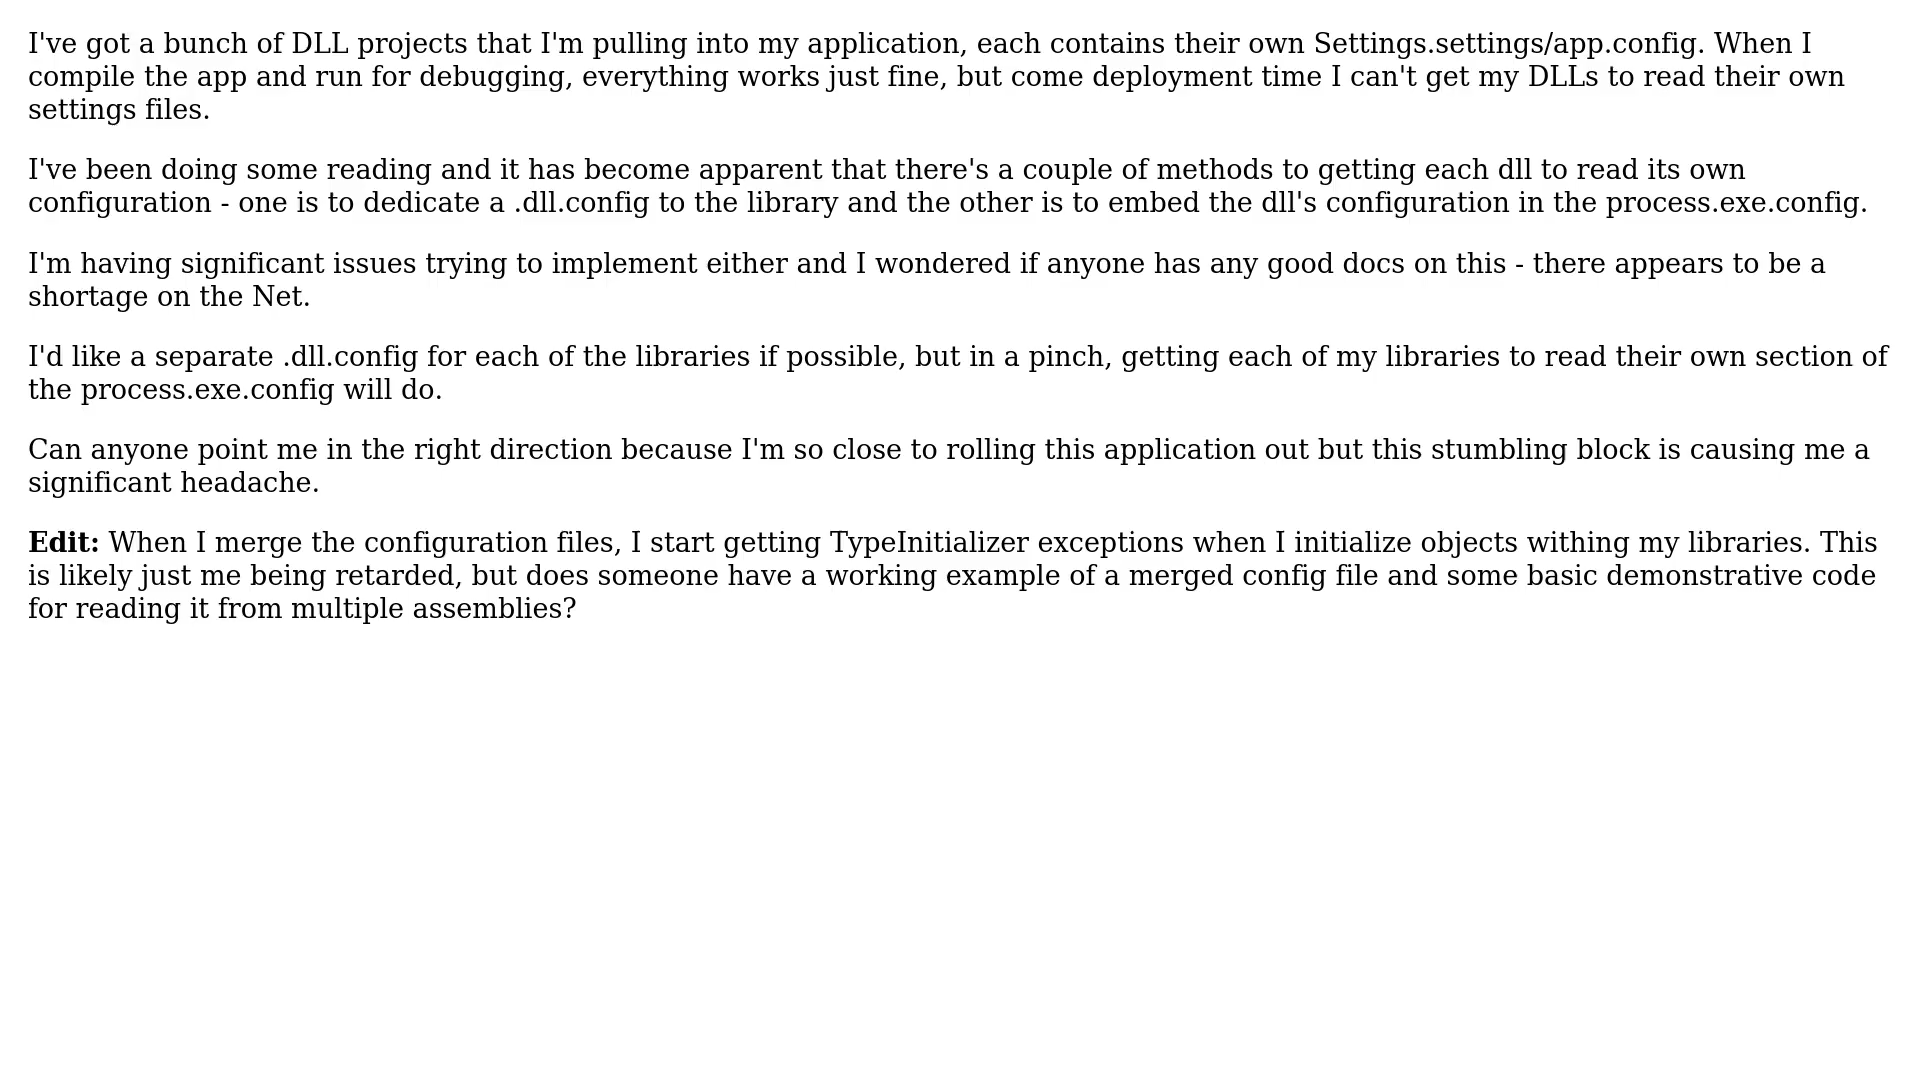 I've got a bunch of DLL projects that I'm pulling into my application, each contains their own Settings.settings/app.config. When I
compile the app and run for debugging, everything works just fine, but come deployment time I can't get my DLLs to read their own
settings files.
I've been doing some reading and it has become apparent that there's a couple of methods to getting each dll to read its own
configuration - one is to dedicate a .dll.config to the library and the other is to embed the dll's configuration in the process.exe.config.
I'm having significant issues trying to implement either and I wondered if anyone has any good docs on this - there appears to be a
shortage on the Net.
I'd like a separate .dll.config for each of the libraries if possible, but in a pinch, getting each of my libraries to read their own section of
the process.exe.config will do.
Can anyone point me in the right direction because I'm so close to rolling this application out but this stumbling block is causing me a
significant headache.
Edit: When I merge the configuration files, I start getting TypeInitializer exceptions when I initialize objects withing my libraries. This
is likely just me being retarded, but does someone have a working example of a merged config file and some basic demonstrative code
for reading it from multiple assemblies?